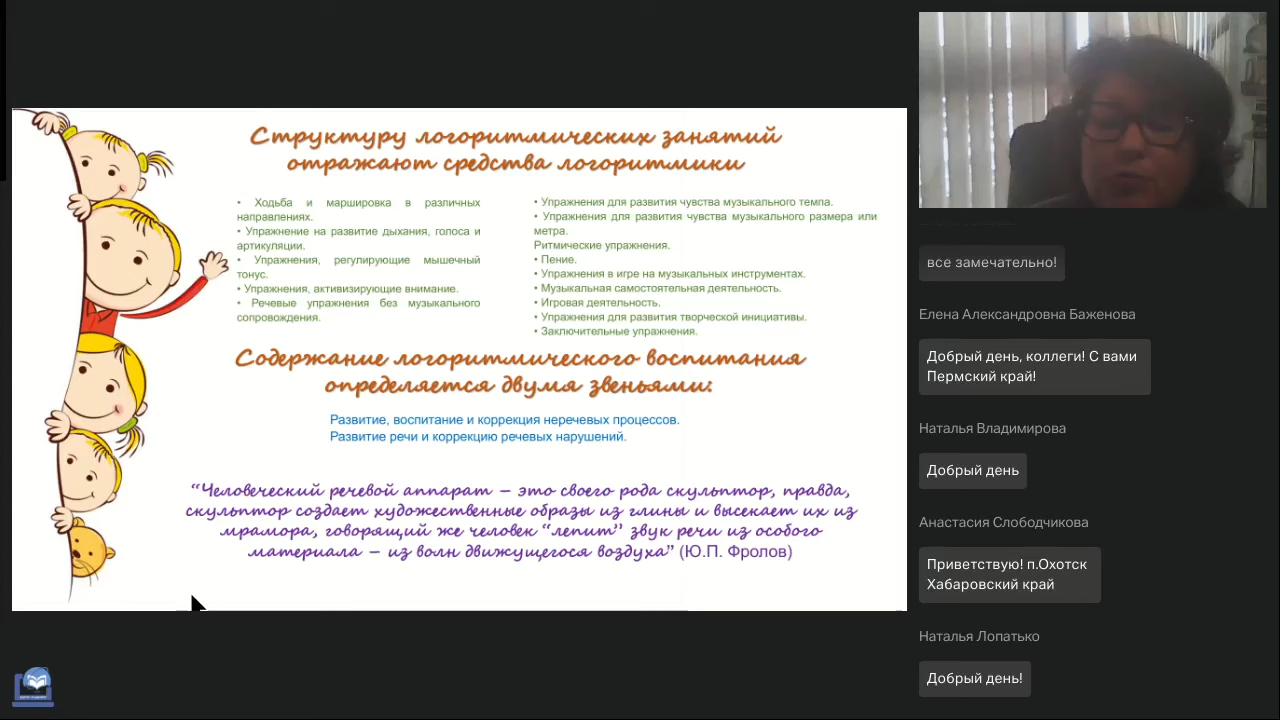 Структуру логоритмических занятий
отражают средства логоритмики
• Ходьба и маршировка в различных
направлениях.
• Упражнение на развитие дыхания, голоса и
артикуляции.
• Упражнения, регулирующие мышечный
тонус.
• Упражнения, активизирующие внимание.
• Речевые упражнения без музыкального
сопровождения.
• Упражнения для развития чувства музыкального темпа.
• Упражнения для развития чувства музыкального размера или
метра.
Ритмические упражнения.
• Пение.
• Упражнения в игре на музыкальных инструментах.
• Музыкальная самостоятельная деятельность.
• Игровая деятельность.
• Упражнения для развития творческой инициативы.
• Заключительные упражнения.
Содержание логоритмического воспитания
определяется двумя звеньями:
Развитие, воспитание и коррекция неречевых процессов.
Развитие речи и коррекцию речевых нарушений.
“Человеческий речевой аппарат – это своего рода скульптор, правда,
скульптор создает художественные образы из глины и высекает их из
мрамора, говорящий же человек “лепит” звук речи из особого
материала – из волн движущегося воздуха” (Ю.П. Фролов)
все замечательно!
Елена Александровна Баженова
Добрый день, коллеги! С вами
Пермский край!
Наталья Владимирова
Добрый день
Анастасия Слободчикова
Приветствую! п.Охотск
Хабаровский край
Наталья Лопатько
Добрый день!